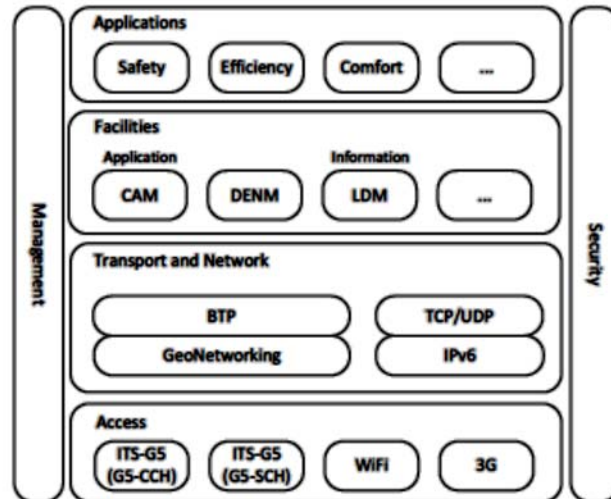 Applications
Safety Efficiency Comfort ...
Facilities
Application Information
CAM DENM LDM ...
Management
Security
Transport and Network
BTP TCP/UDP
GeoNetworking IPv6
Access
ITS-G5 ITS-G5
(G5-CCH) (G5-SCH) WiFi 3G